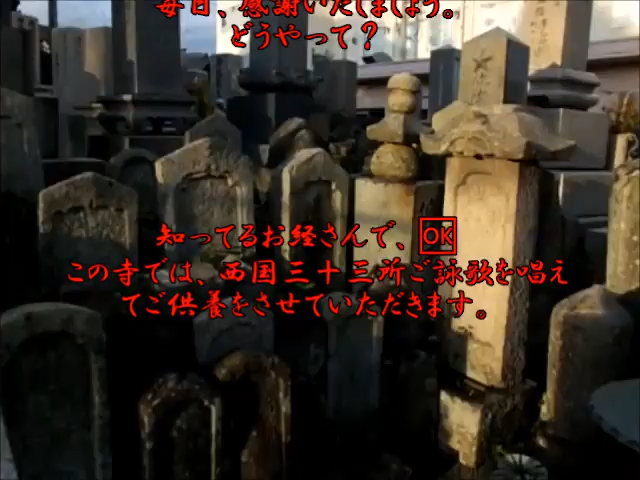 毎日、感謝いたしましょう。
どうやって？
知ってるお経さんで、🆗
この寺では、西国三十三所ご詠歌を唱え
てご供養をさせていただきます。